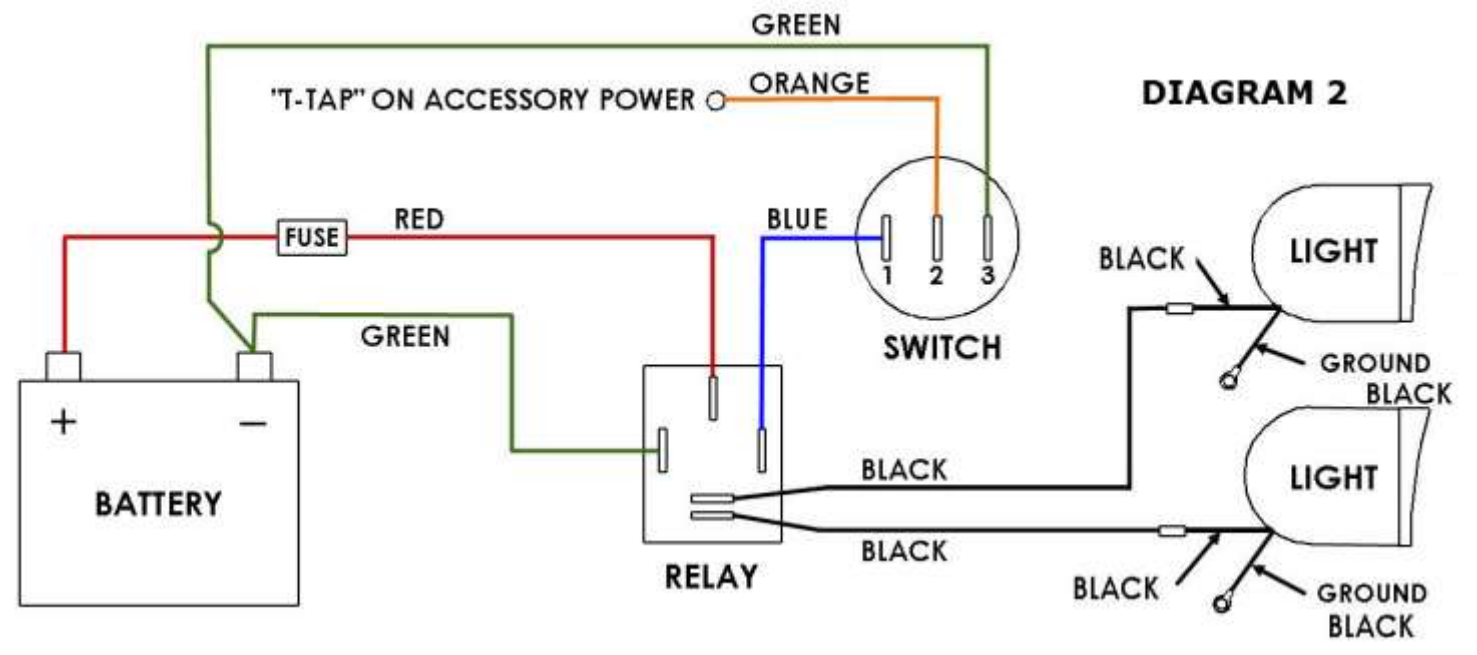 GREEN
"T-TAP" ON ACCESSORY POWER
ORANGE
DIAGRAM 2
RED
FUSE
BLUE
1 2 3
SWITCH
BLACK
LIGHT
GROUND
BLACK
GREEN
+ −
BATTERY
RELAY
BLACK
BLACK
LIGHT
BLACK
GROUND
BLACK